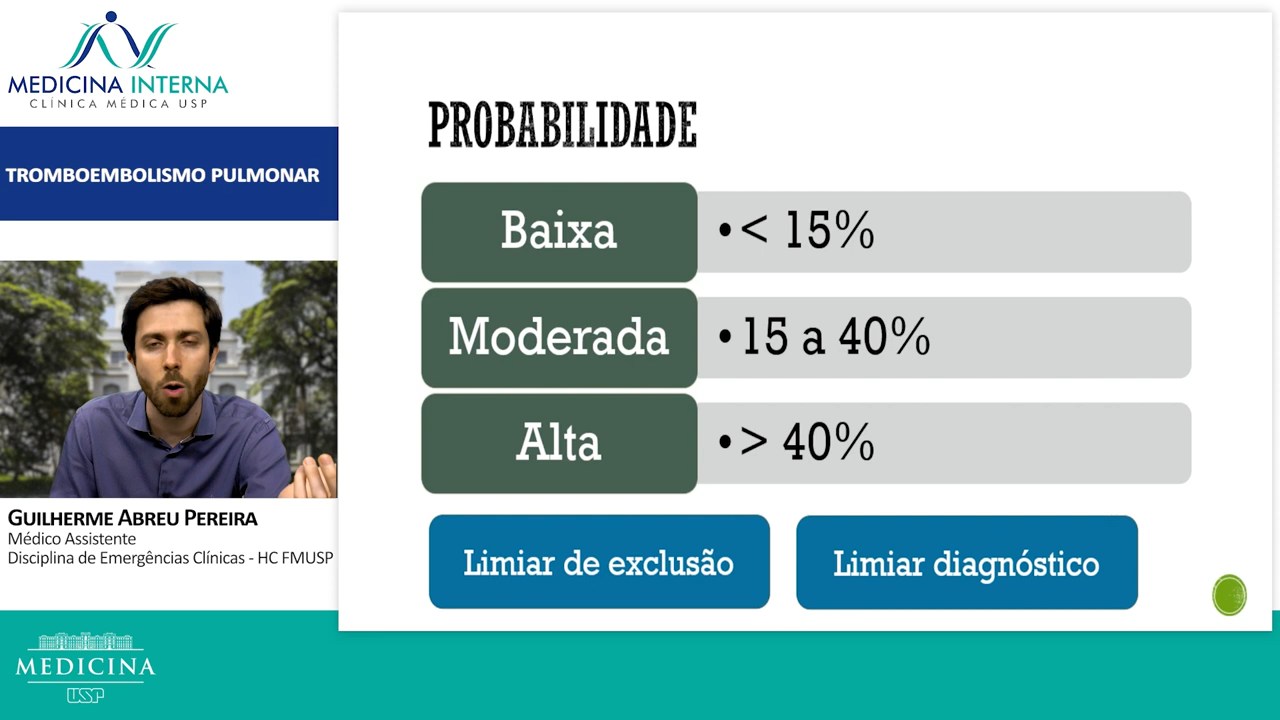 MEDICINA INTERNA
CLÍNICA MÉDICA USP
TROMBOEMBOLISMO PULMONAR
GUILHERME ABREU PEREIRA
Médico Assistente
Disciplina de Emergências Clínicas - HC FMUSP
MEDICINA
USP
PROBABILIDADE
Baixa
• < 15%
Moderada
• 15 a 40%
Alta
• > 40%
Limiar de exclusão
Limiar diagnóstico